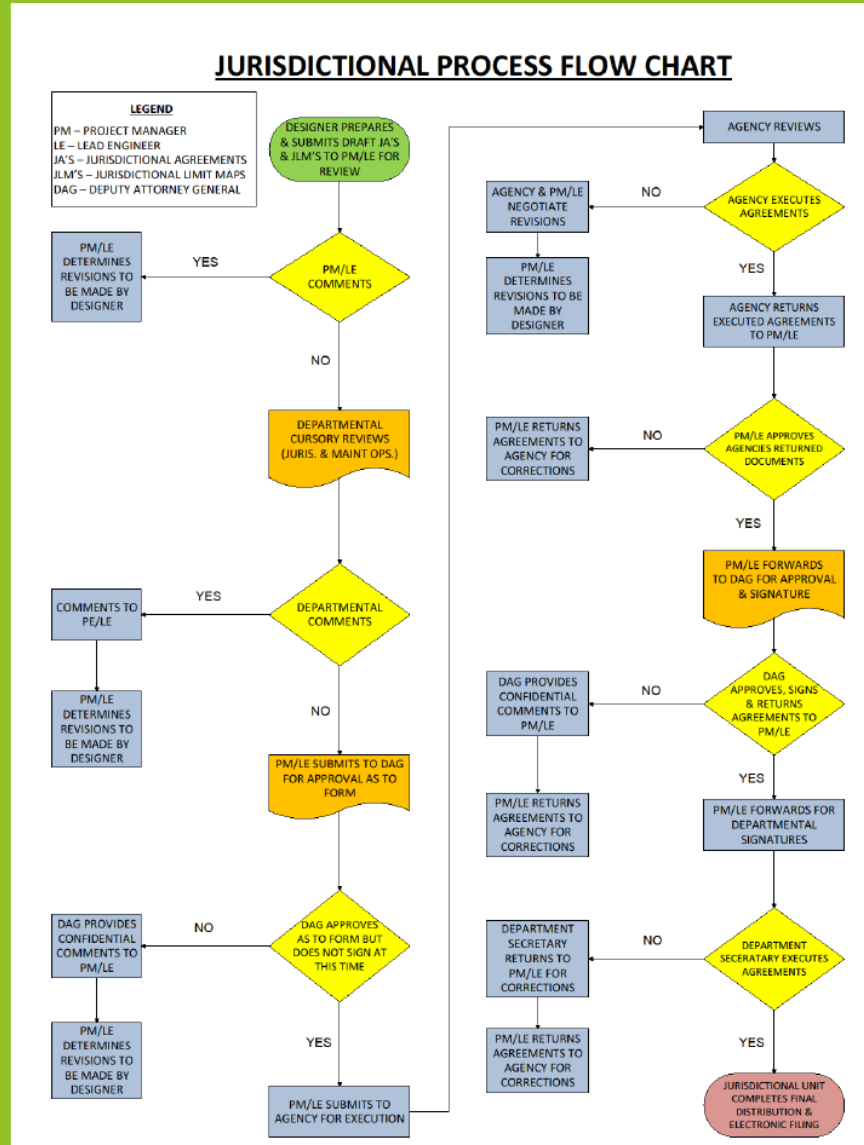 JURISDICTIONAL PROCESS FLOW CHART
LEGEND
PM – PROJECT MANAGER
LE – LEAD ENGINEER
JA'S – JURISDICTIONAL AGREEMENTS
JLM'S – JURISDICTIONAL LIMIT MAPS
DAG – DEPUTY ATTORNEY GENERAL
DESIGNER PREPARES
& SUBMITS DRAFT JA'S
& JLM'S TO PM/LE FOR
REVIEW
PM/LE
COMMENTS
YES
PM/LE
DETERMINES
REVISIONS TO
BE MADE BY
DESIGNER
NO
DEPARTMENTAL
CURSORY REVIEWS
(JURIS. & MAINT OPS.)
DEPARTMENTAL
COMMENTS
YES
COMMENTS TO
PE/LE
PM/LE
DETERMINES
REVISIONS TO
BE MADE BY
DESIGNER
NO
PM/LE SUBMITS TO DAG
FOR APPROVAL AS TO
FORM
DAG APPROVES
AS TO FORM BUT
DOES NOT SIGN AT
THIS TIME
NO
DAG PROVIDES
CONFIDENTIAL
COMMENTS TO
PM/LE
PM/LE
DETERMINES
REVISIONS TO
BE MADE BY
DESIGNER
YES
PM/LE SUBMITS TO
AGENCY FOR EXECUTION
AGENCY REVIEWS
AGENCY EXECUTES
AGREEMENTS
NO
AGENCY & PM/LE
NEGOTIATE
REVISIONS
PM/LE
DETERMINES
REVISIONS TO BE
MADE BY
DESIGNER
YES
AGENCY RETURNS
EXECUTED AGREEMENTS
TO PM/LE
PM/LE APPROVES
AGENCIES RETURNED
DOCUMENTS
NO
PM/LE RETURNS
AGREEMENTS TO
AGENCY FOR
CORRECTIONS
YES
PM/LE FORWARDS
TO DAG FOR APPROVAL
& SIGNATURE
DAG
APPROVES, SIGNS
& RETURNS
AGREEMENTS TO
PM/LE
NO
DAG PROVIDES
CONFIDENTIAL
COMMENTS TO
PM/LE
PM/LE RETURNS
AGREEMENTS TO
AGENCY FOR
CORRECTIONS
YES
PM/LE FORWARDS FOR
DEPARTMENTAL
SIGNATURES
DEPARTMENT
SECERATARY EXECUTES
AGREEMENTS
NO
DEPARTMENT
SECRETARY
RETURNS TO
PM/LE FOR
CORRECTIONS
PM/LE RETURNS
AGREEMENTS TO
AGENCY FOR
CORRECTIONS
YES
JURISDICTIONAL UNIT
COMPLETES FINAL
DISTRIBUTION &
ELECTRONIC FILING